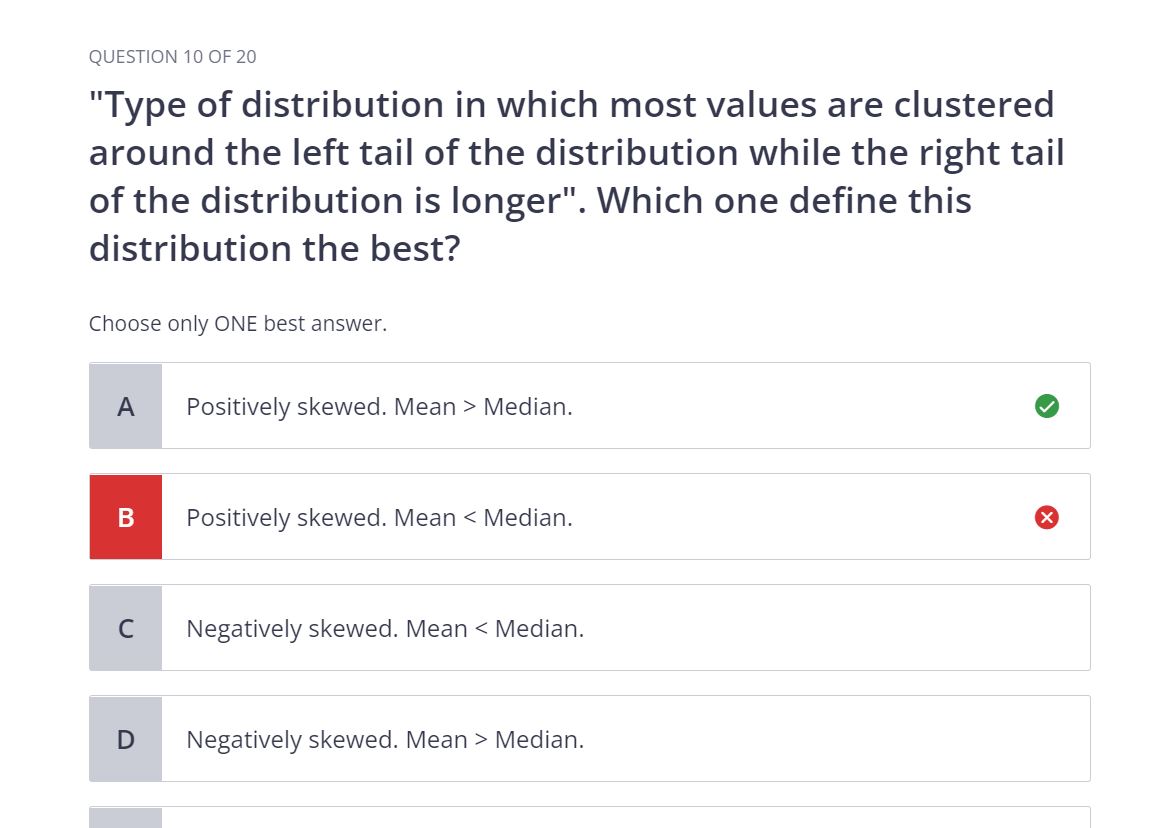 QUESTION 10 OF 20
"Type of distribution in which most values are clustered
around the left tail of the distribution while the right tail
of the distribution is longer". Which one define this
distribution the best?
Choose only ONE best answer.
A Positively skewed. Mean > Median.
B Positively skewed. Mean < Median.
C Negatively skewed. Mean < Median.
D Negatively skewed. Mean > Median.